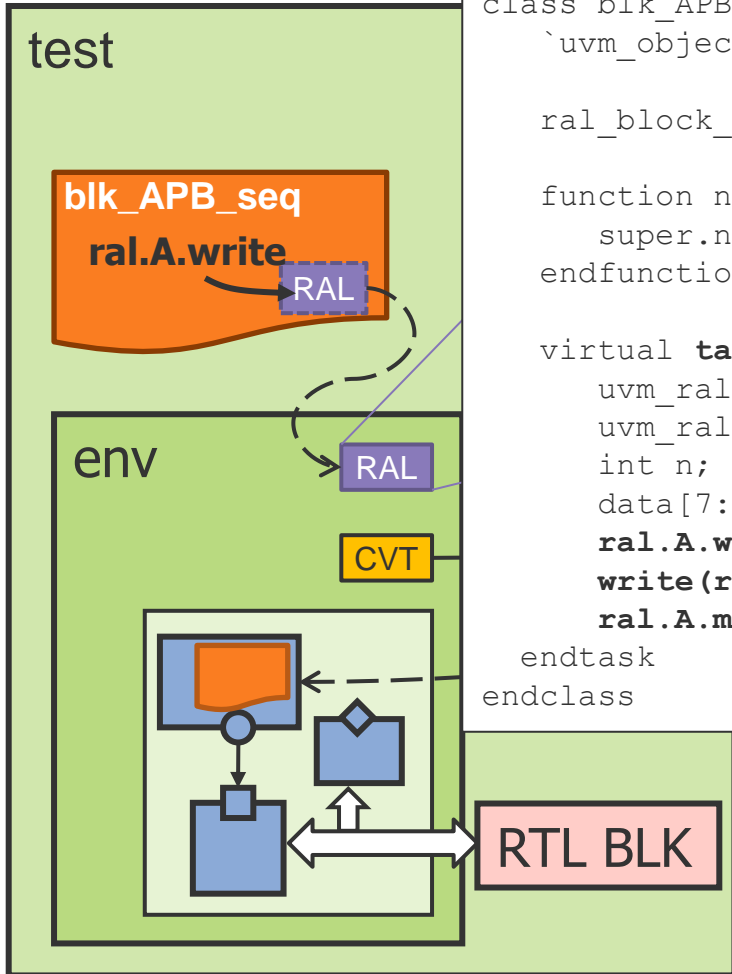 test
blk_APB_seq
ral.A.write
RAL
env
RAL
CVT
RTL BLK
class blk_APB
`uvm_objec
ral_block_
function n
super.n
endfunctio
virtual ta
uvm_ral
uvm_ral
int n;
data[7:
ral.A.w
write(r
ral.A.m
endtask
endclass